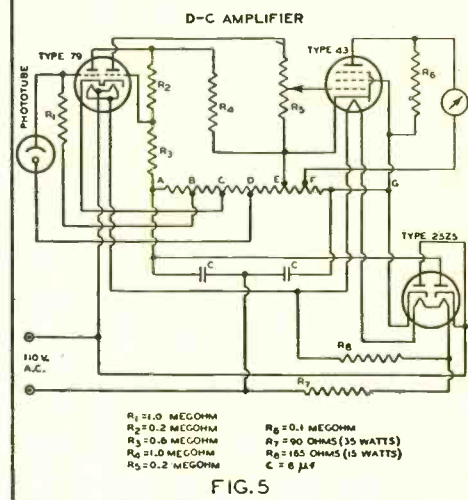 D-C AMPLIFIER
TYPE 79
TYPE 43
PHOTOTUBE
R1
R2
R4
R5
R6
R3
A
B
C
D
E
F
G
TYPE 25Z5
C
C
R8
110 V.
A.C.
R7
R1 = 1.0 MEGOHM
R2 = 0.2 MEGOHM
R3 = 0.6 MEGOHM
R4 = 1.0 MEGOHM
R5 = 0.2 MEGOHM
R6 = 0.1 MEGOHM
R7 = 90 OHMS (35 WATTS)
R8 = 165 OHMS (15 WATTS)
C = 8 μf
FIG. 5